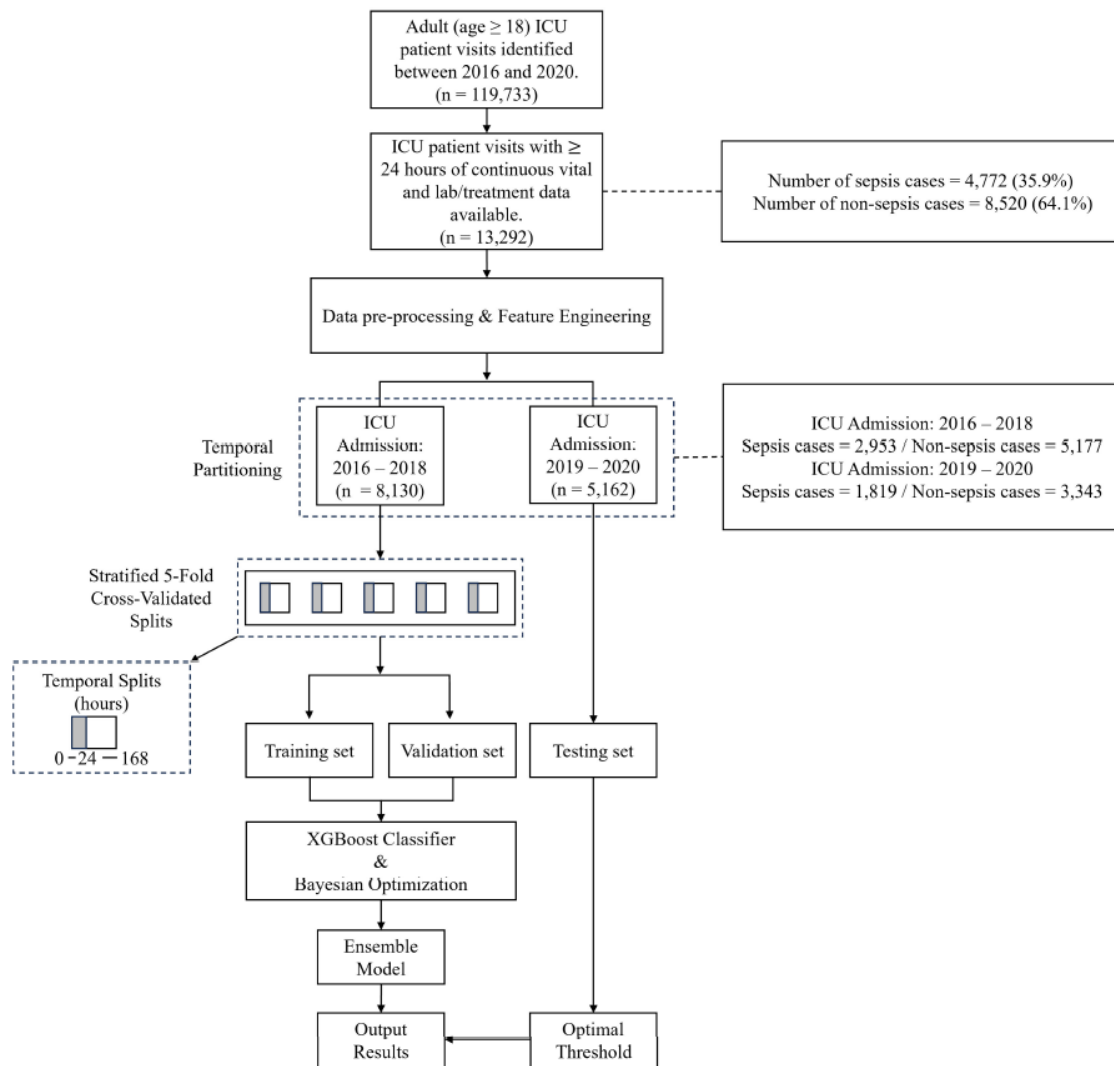 Adult (age ≥ 18) ICU
patient visits identified
between 2016 and 2020.
(n = 119,733)
ICU patient visits with ≥
24 hours of continuous vital
and lab/treatment data
available.
(n = 13,292)
Number of sepsis cases = 4,772 (35.9%)
Number of non-sepsis cases = 8,520 (64.1%)
Data pre-processing & Feature Engineering
Temporal
Partitioning
ICU
Admission:
2016 – 2018
(n = 8,130)
ICU
Admission:
2019 – 2020
(n = 5,162)
ICU Admission: 2016 – 2018
Sepsis cases = 2,953 / Non-sepsis cases = 5,177
ICU Admission: 2019 – 2020
Sepsis cases = 1,819 / Non-sepsis cases = 3,343
Stratified 5-Fold
Cross-Validated
Splits
Temporal Splits
(hours)
0 – 24 — 168
Training set
Validation set
Testing set
XGBoost Classifier
&
Bayesian Optimization
Ensemble
Model
Output
Results
Optimal
Threshold